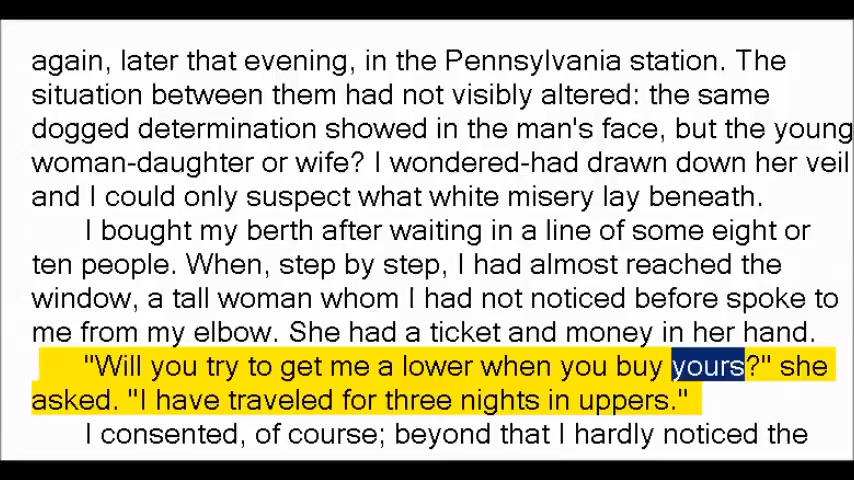 again, later that evening, in the Pennsylvania station. The
situation between them had not visibly altered: the same
dogged determination showed in the man's face, but the young
woman-daughter or wife? I wondered-had drawn down her veil
and I could only suspect what white misery lay beneath.
I bought my berth after waiting in a line of some eight or
ten people. When, step by step, I had almost reached the
window, a tall woman whom I had not noticed before spoke to
me from my elbow. She had a ticket and money in her hand.
"Will you try to get me a lower when you buy yours?" she
asked. "I have traveled for three nights in uppers."
I consented, of course; beyond that I hardly noticed the